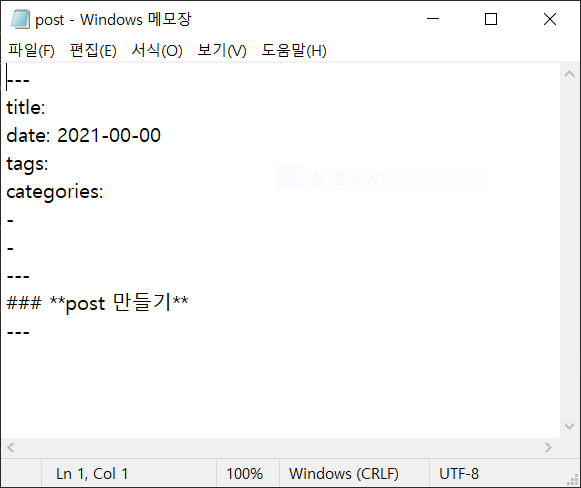 post - Windows 메모장
파일(F) 편집(E) 서식(O) 보기(V) 도움말(H)
---
title:
date: 2021-00-00
tags:
categories:
-
-
---
### **post 만들기**
---
Ln 1, Col 1 100% Windows (CRLF) UTF-8